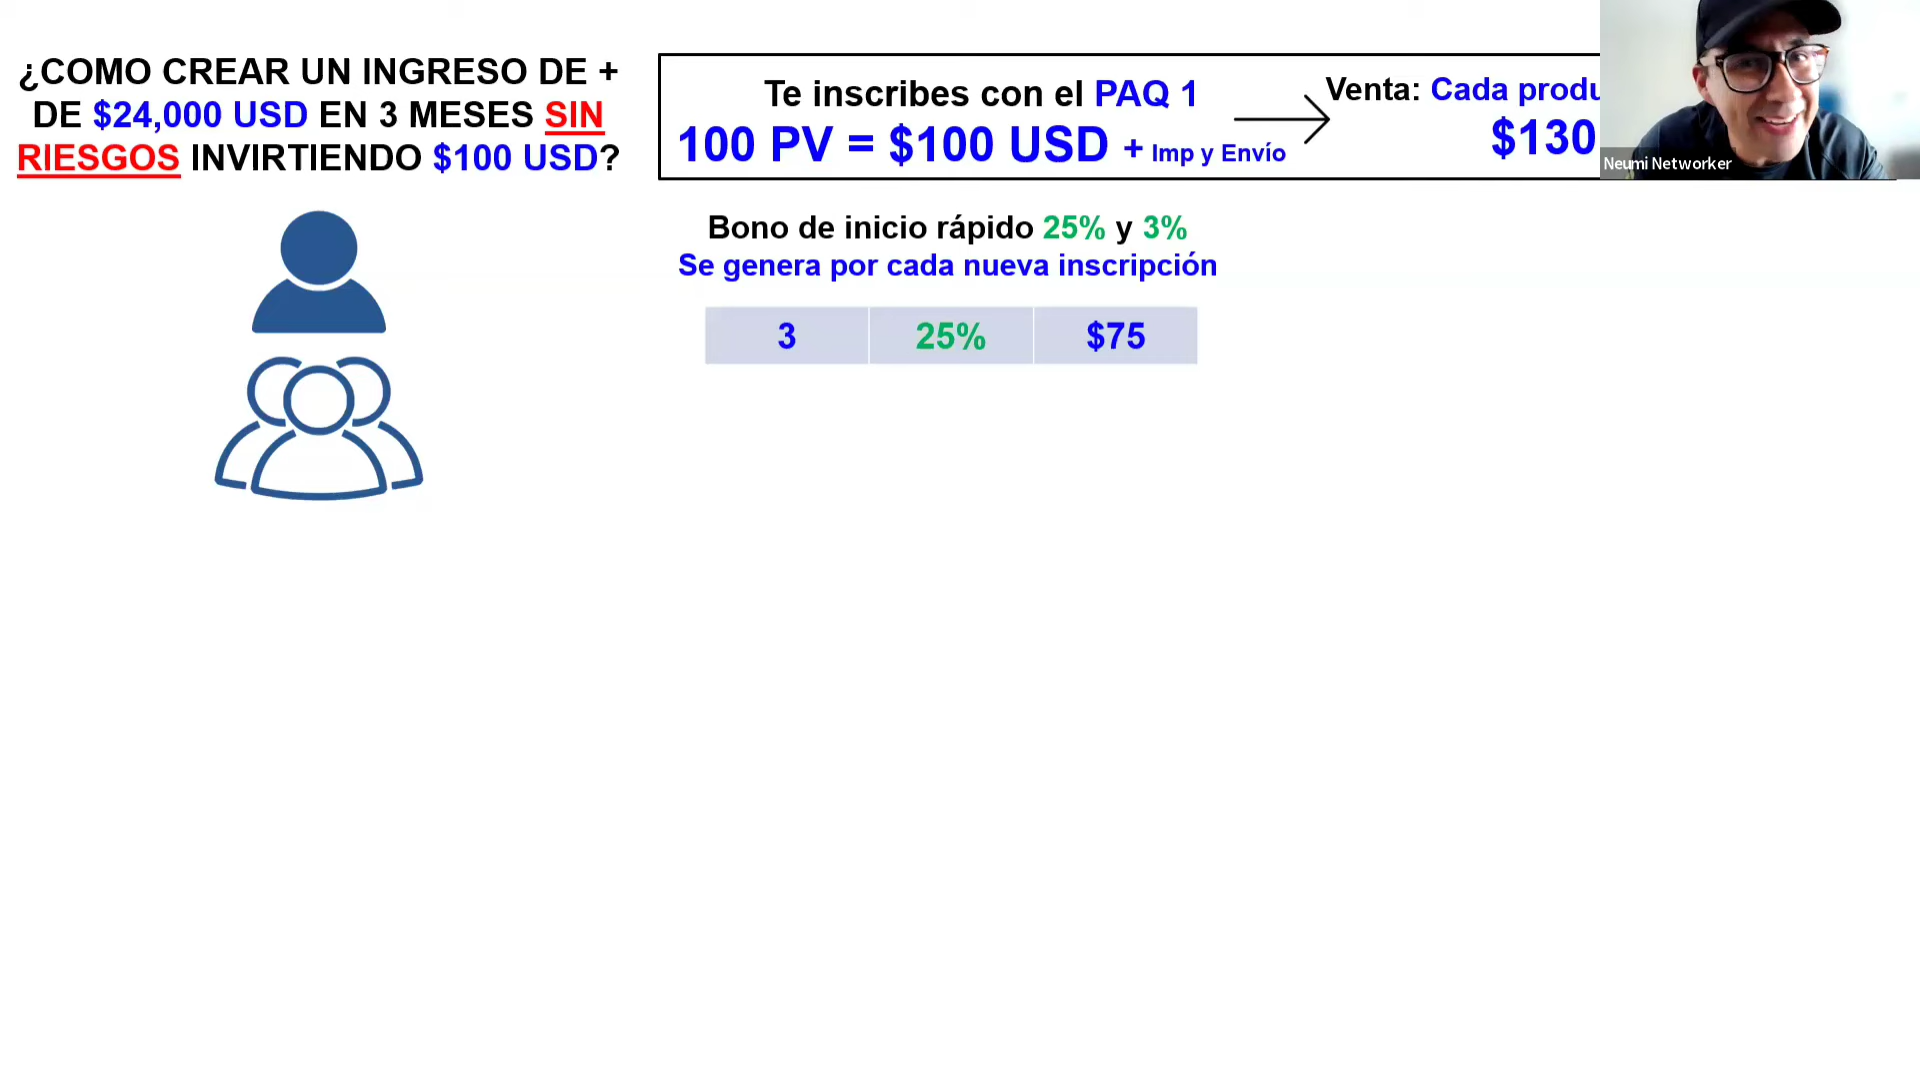 ¿COMO CREAR UN INGRESO DE +
DE $24,000 USD EN 3 MESES SIN
RIESGOS INVIRTIENDO $100 USD?
Te inscribes con el PAQ 1
100 PV = $100 USD + Imp y Envío
Venta: Cada produ
$130
Neumi Networker
Bono de inicio rápido 25% y 3%
Se genera por cada nueva inscripción
3 25% $75